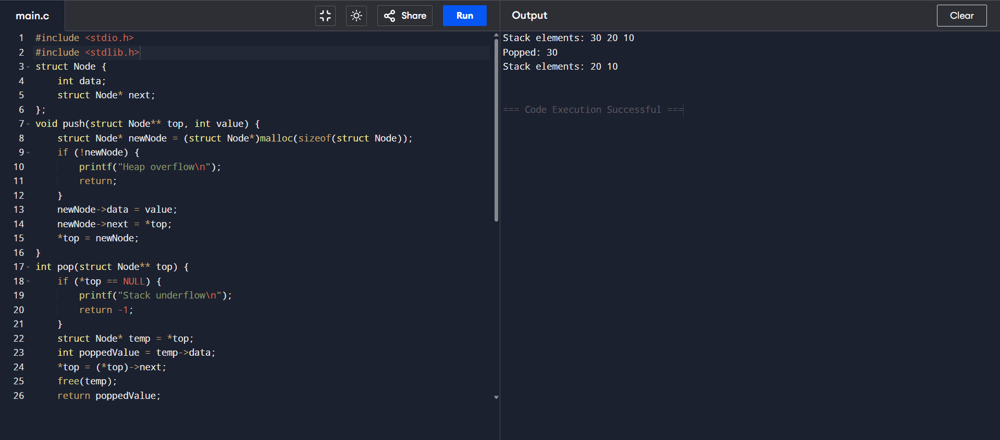 main.c
Share
Run
Output
Clear
1 #include <stdio.h>
2 #include <stdlib.h>
3 struct Node {
4     int data;
5     struct Node* next;
6 };
7 void push(struct Node** top, int value) {
8     struct Node* newNode = (struct Node*)malloc(sizeof(struct Node));
9     if (!newNode) {
10         printf("Heap overflow\n");
11         return;
12     }
13     newNode->data = value;
14     newNode->next = *top;
15     *top = newNode;
16 }
17 int pop(struct Node** top) {
18     if (*top == NULL) {
19         printf("Stack underflow\n");
20         return -1;
21     }
22     struct Node* temp = *top;
23     int poppedValue = temp->data;
24     *top = (*top)->next;
25     free(temp);
26     return poppedValue;
Stack elements: 30 20 10
Popped: 30
Stack elements: 20 10
=== Code Execution Successful ===